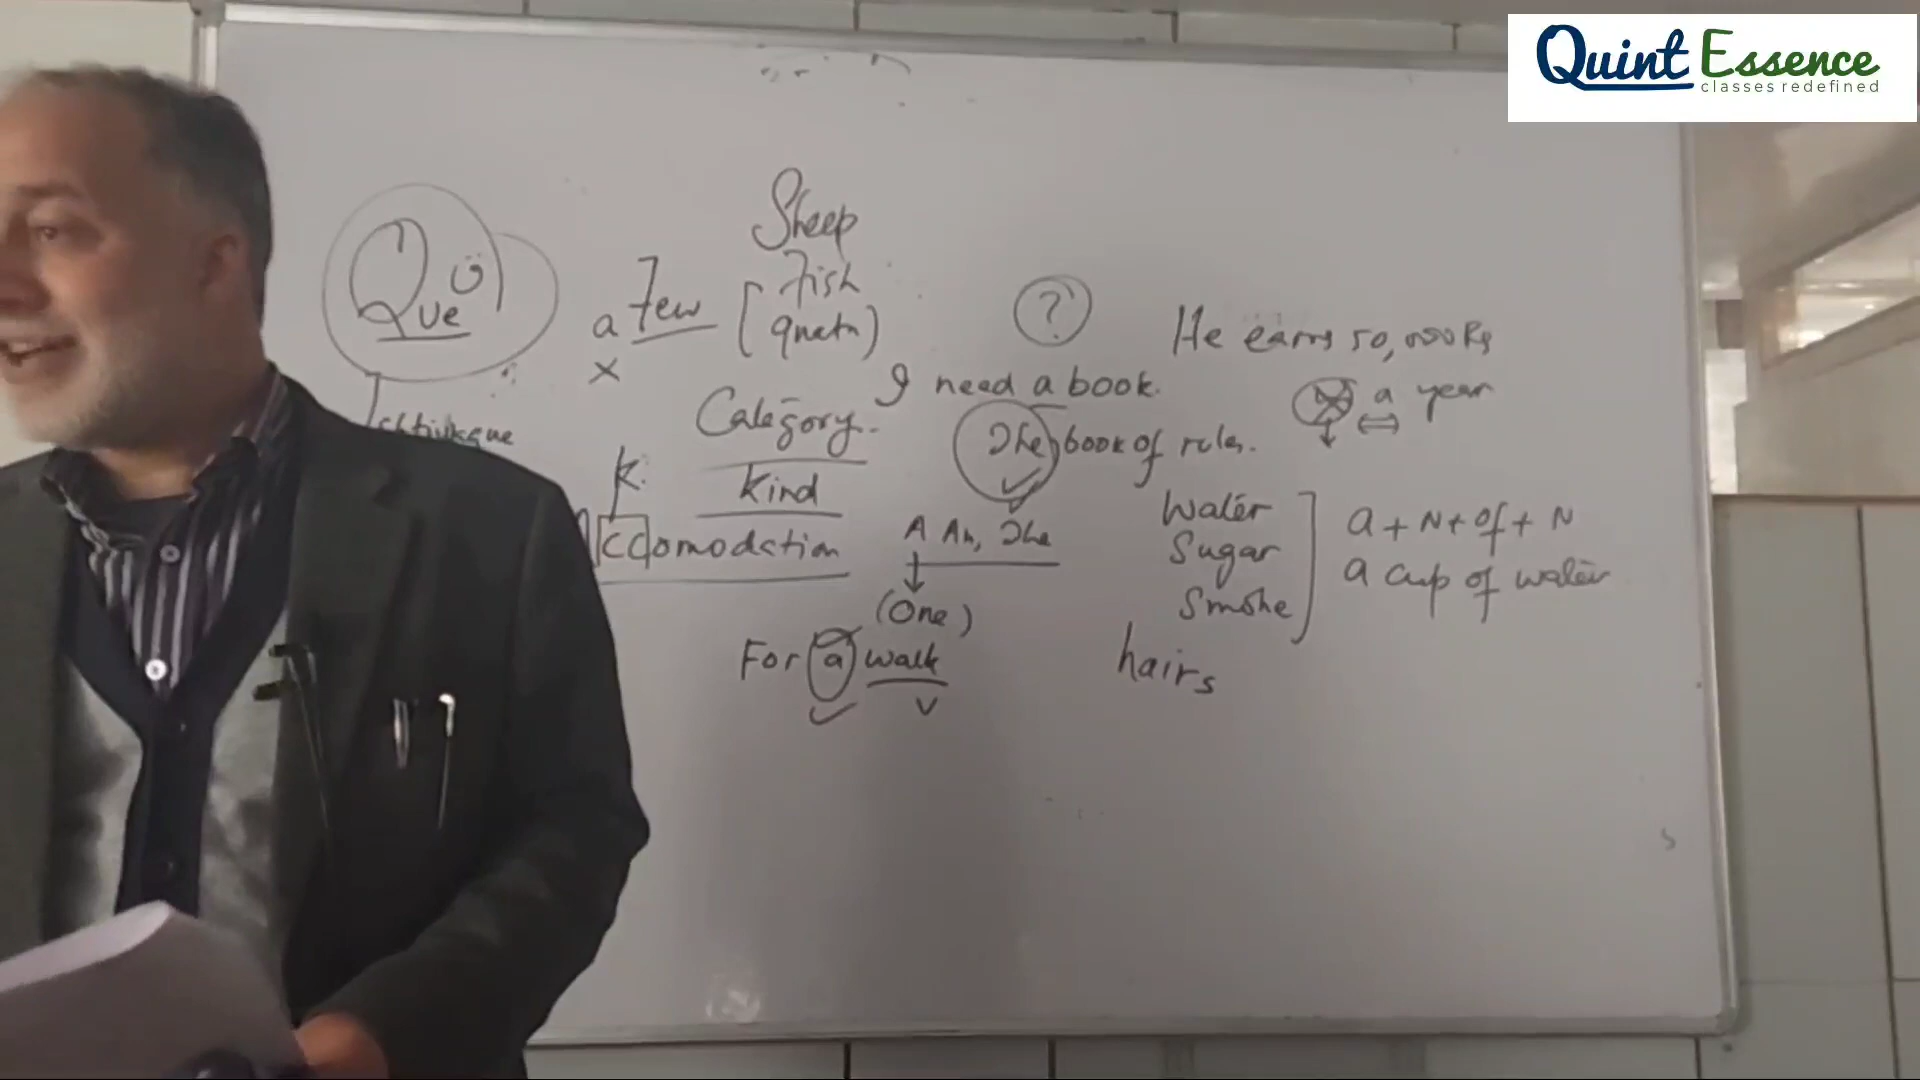 Quint Essence
classes redefined
Sheep
Que
a Few
Fish
?
He earns 50,000 Rs
x
I need a book.
a year
Category.
The book of rules.
k.
Kind
Water
a + N + of + N
ccomodation
A An, The
Sugar
a cup of water
(One)
Smoke
For a walk
hairs